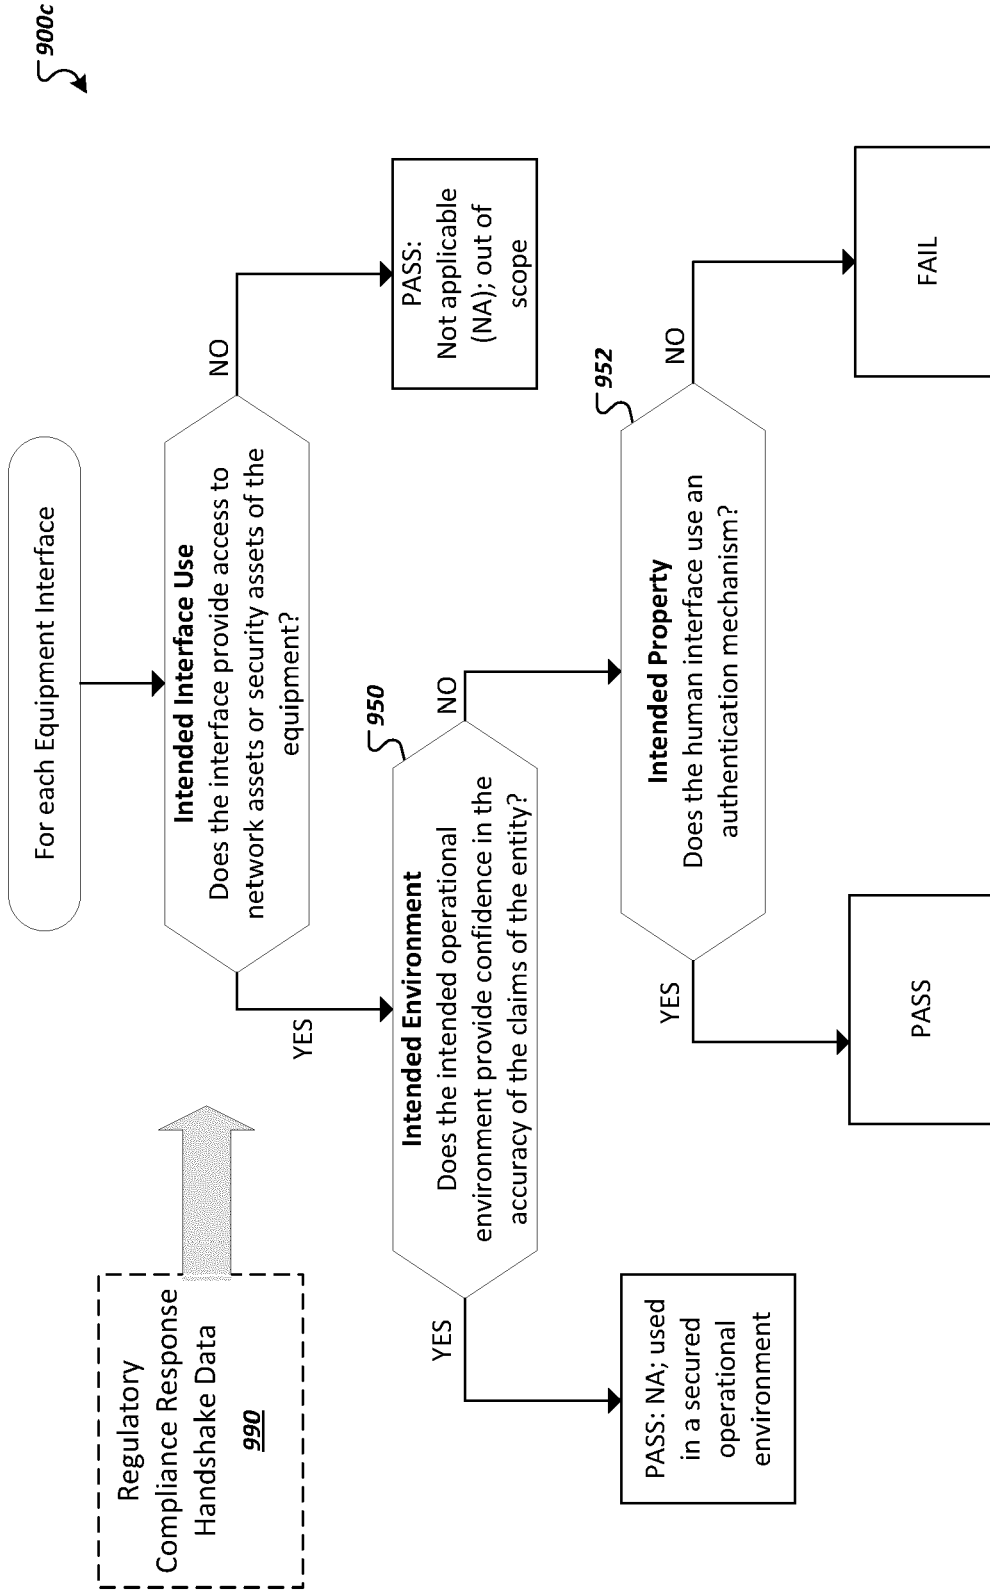 900c
For each Equipment Interface
Regulatory
Compliance Response
Handshake Data
990
Intended Interface Use
Does the interface provide access to
network assets or security assets of the
equipment?
YES
NO
PASS:
Not applicable
(NA); out of
scope
950
Intended Environment
Does the intended operational
environment provide confidence in the
accuracy of the claims of the entity?
YES
NO
PASS: NA; used
in a secured
operational
environment
952
Intended Property
Does the human interface use an
authentication mechanism?
YES
NO
PASS
FAIL